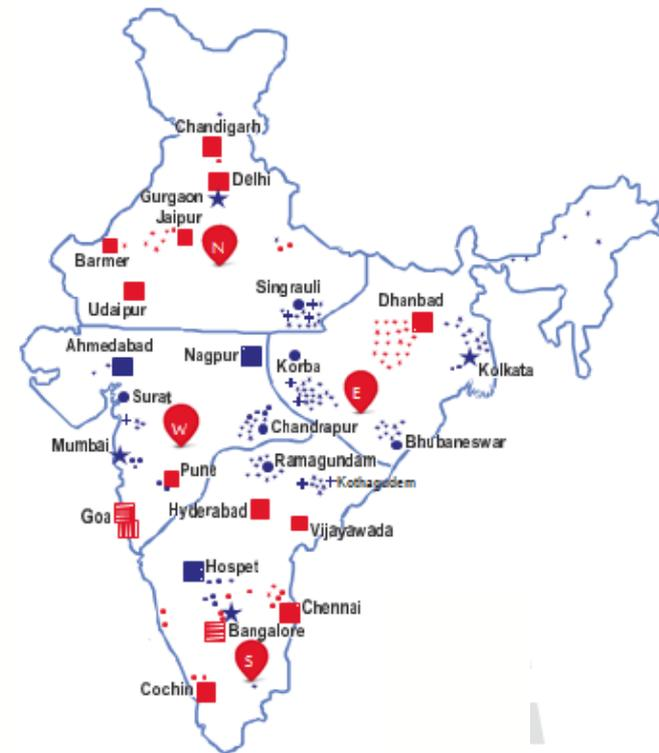 Chandigarh
Delhi
Gurgaon
Jaipur
N
Barmer
Udaipur
Singrauli
Dhanbad
Ahmedabad
Nagpur
Korba
Kolkata
Surat
E
W
Chandrapur
Mumbai
Bhubaneswar
Ramagundam
Pune
Kothagudem
Goa
Hyderabad
Vijayawada
Hospet
Chennai
Bangalore
S
Cochin